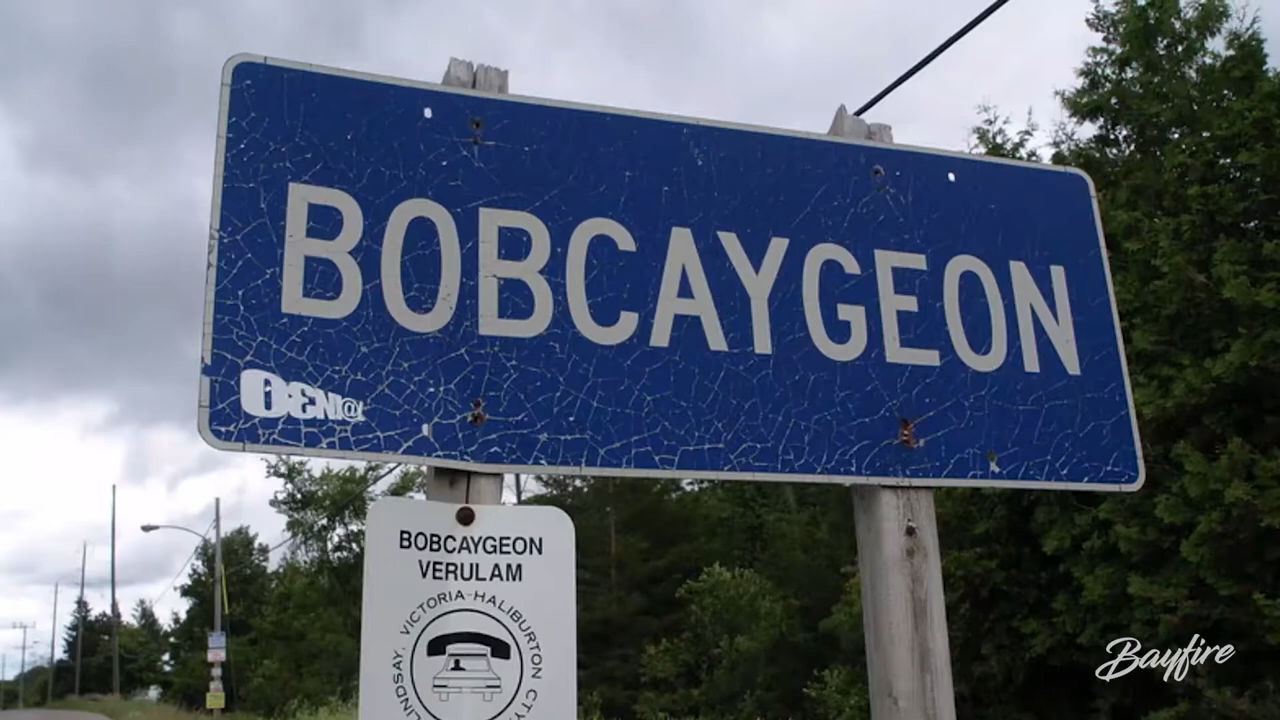 BOBCAYGEON
BOBCAYGEON
VERULAM
LINDSAY, VICTORIA-HALIBURTON CTY.
Bayfire